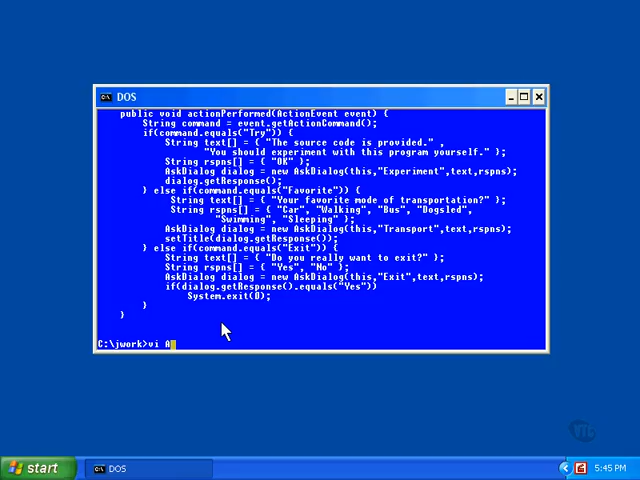 DOS
public void actionPerformed(ActionEvent event) {
String command = event.getActionCommand();
if(command.equals("Try")) {
String text[] = { "The source code is provided." ,
"You should experiment with this program yourself." };
String rspns[] = { "OK" };
AskDialog dialog = new AskDialog(this,"Experiment",text,rspns);
dialog.getResponse();
} else if(command.equals("Favorite") {
String text[] = { "Your favorite mode of transportation?" };
String rspns[] = { "Car", "Walking", "Bus", "Dogsled",
"Swimming", "Sleeping" };
AskDialog dialog = new AskDialog(this,"Transport",text,rspns);
setTitle(dialog.getResponse());
} else if(command.equals("Exit")) {
String text[] = { "Do you really want to exit?" };
String rspns[] = { "Yes", "No" };
AskDialog dialog = new AskDialog(this,"Exit",text,rspns);
if(dialog.getResponse().equals("Yes"))
System.exit(0);
}
}
C:\jwork>vi A
VTC
start
DOS
5:45 PM